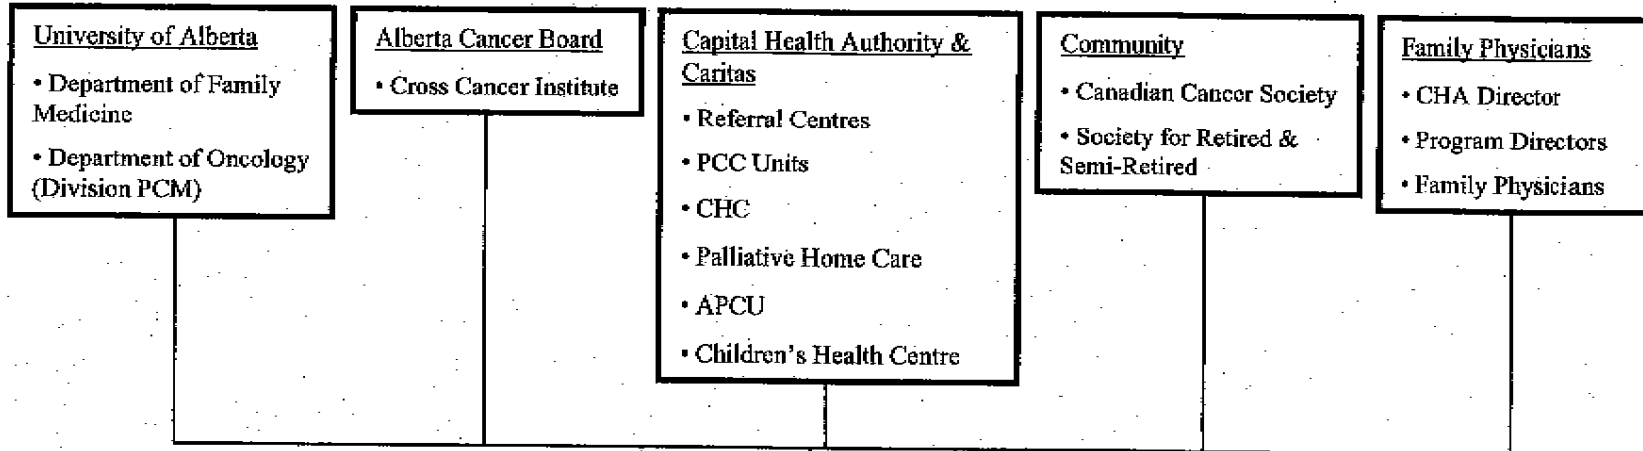 University of Alberta
• Department of Family
Medicine
• Department of Oncology
(Division PCM)
Alberta Cancer Board
• Cross Cancer Institute
Capital Health Authority &
Caritas
• Referral Centres
• PCC Units
• CHC
• Palliative Home Care
• APCU
• Children's Health Centre
Community
• Canadian Cancer Society
• Society for Retired &
Semi-Retired
Family Physicians
• CHA Director
• Program Directors
• Family Physicians